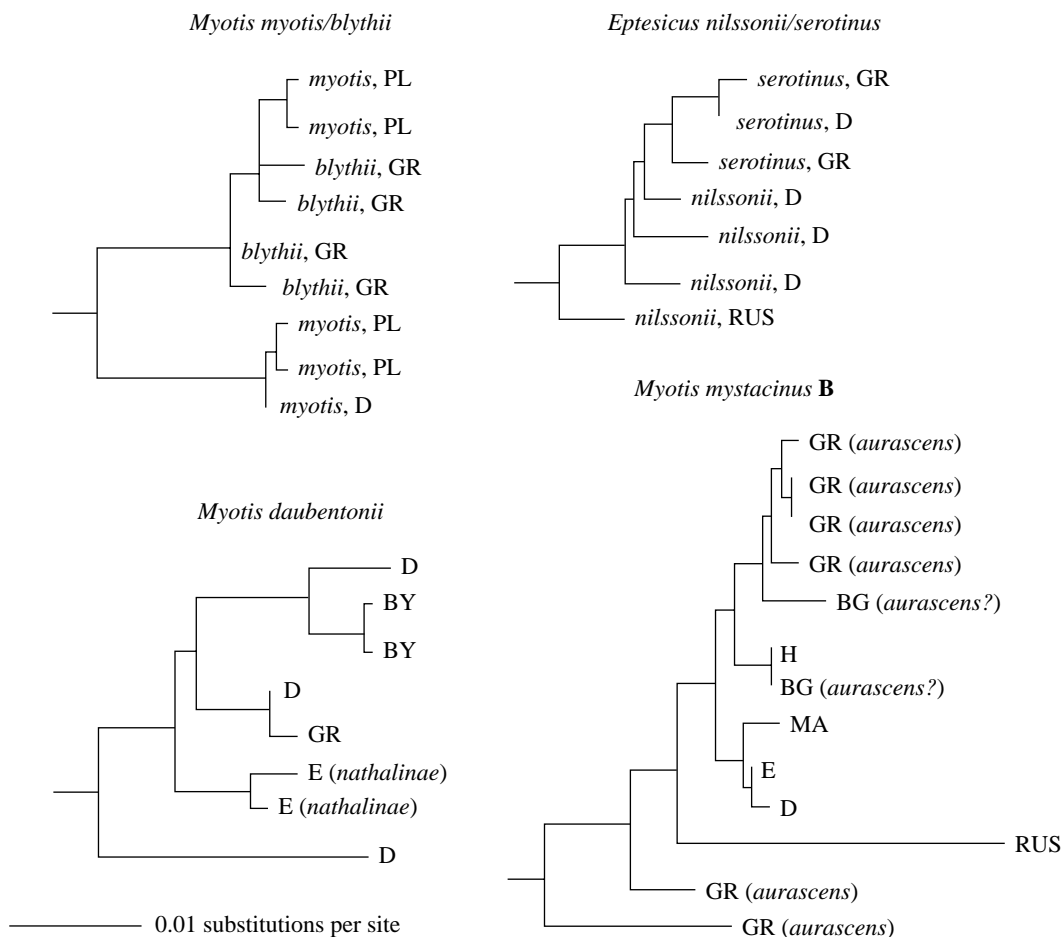 Myotis myotis/blythii
myotis, PL
myotis, PL
blythii, GR
blythii, GR
blythii, GR
blythii, GR
myotis, PL
myotis, PL
myotis, D
Eptesicus nilssonii/serotinus
serotinus, GR
serotinus, D
serotinus, GR
nilssonii, D
nilssonii, D
nilssonii, D
nilssonii, RUS
Myotis daubentonii
D
BY
BY
D
GR
E (nathalinae)
E (nathalinae)
D
0.01 substitutions per site
Myotis mystacinus B
GR (aurascens)
GR (aurascens)
GR (aurascens)
GR (aurascens)
BG (aurascens?)
H
BG (aurascens?)
MA
E
D
RUS
GR (aurascens)
GR (aurascens)